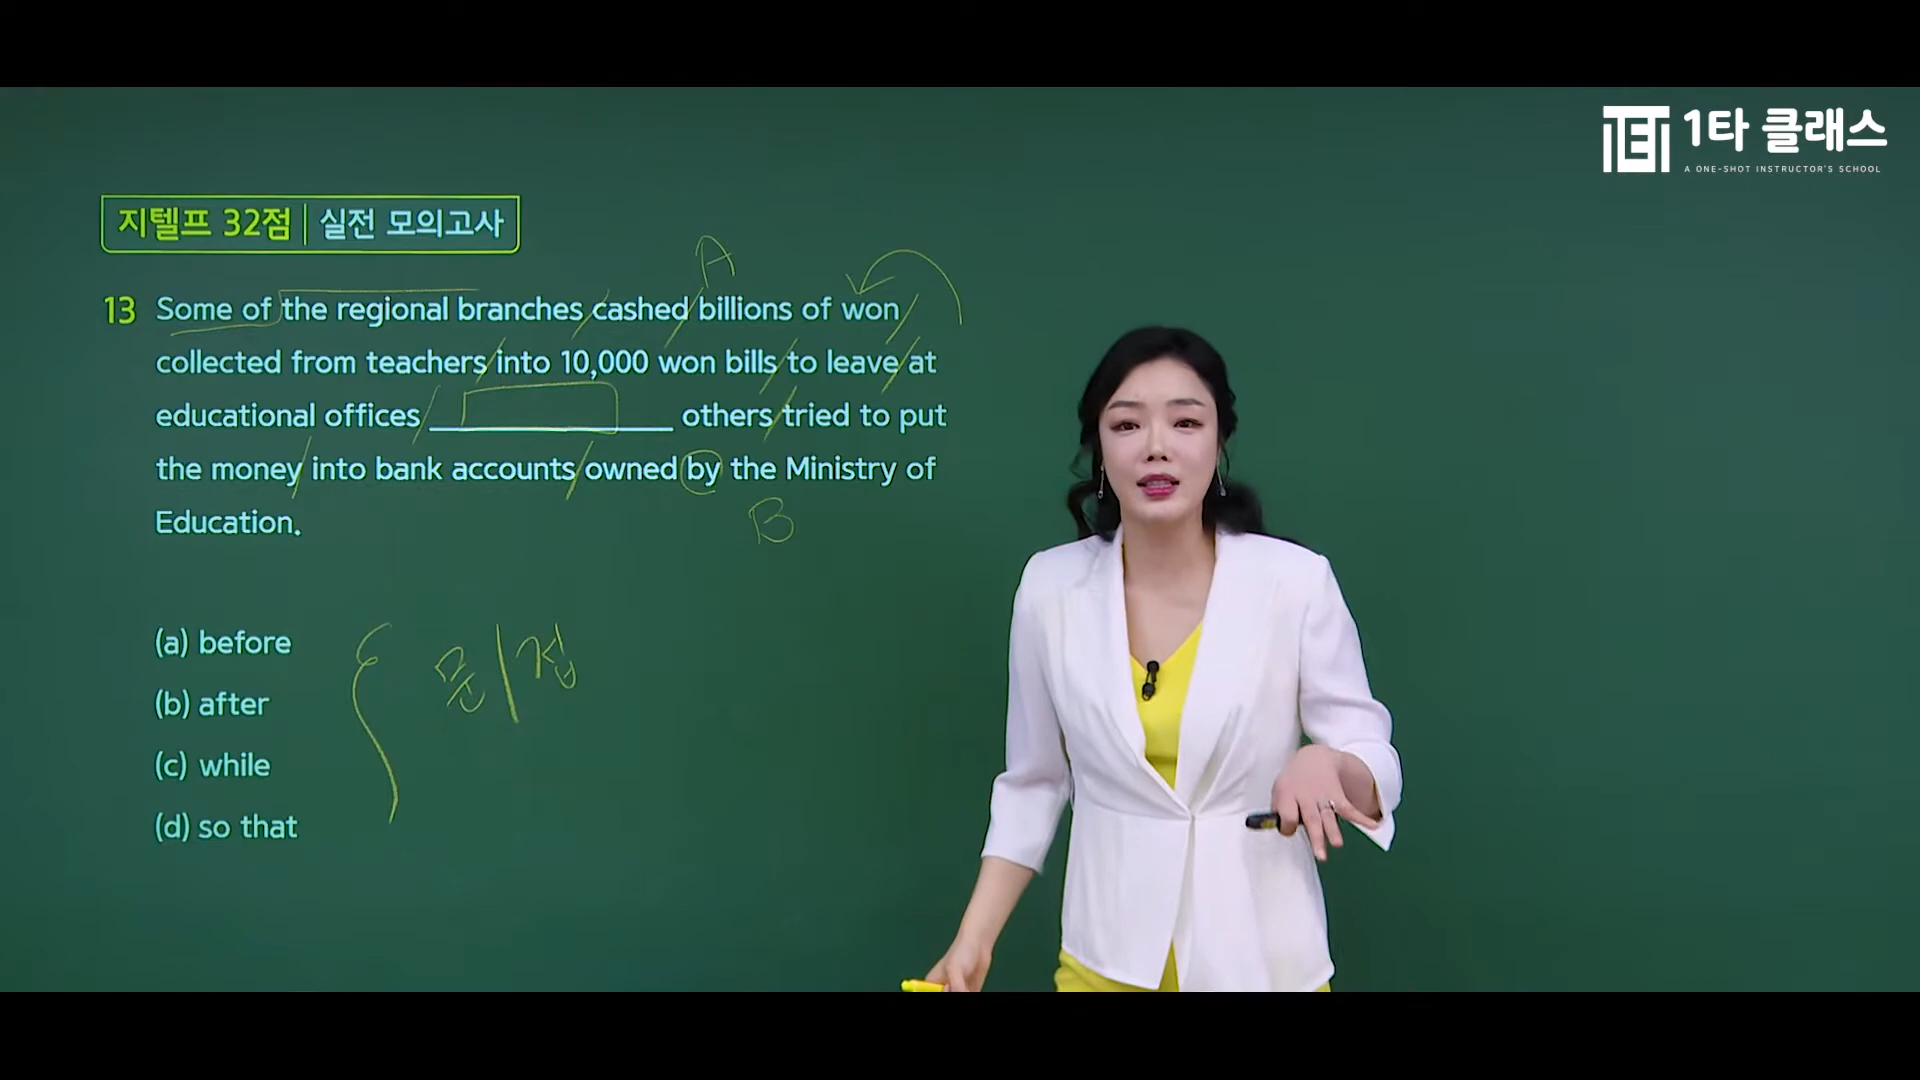 1타 클래스
A ONE-SHOT INSTRUCTOR'S SCHOOL
지텔프 32점 | 실전 모의고사
A
13 Some of the regional branches cashed billions of won
collected from teachers into 10,000 won bills to leave at
educational offices ____________ others tried to put
the money into bank accounts owned by the Ministry of
Education.
B
(a) before
문/접
(b) after
(c) while
(d) so that